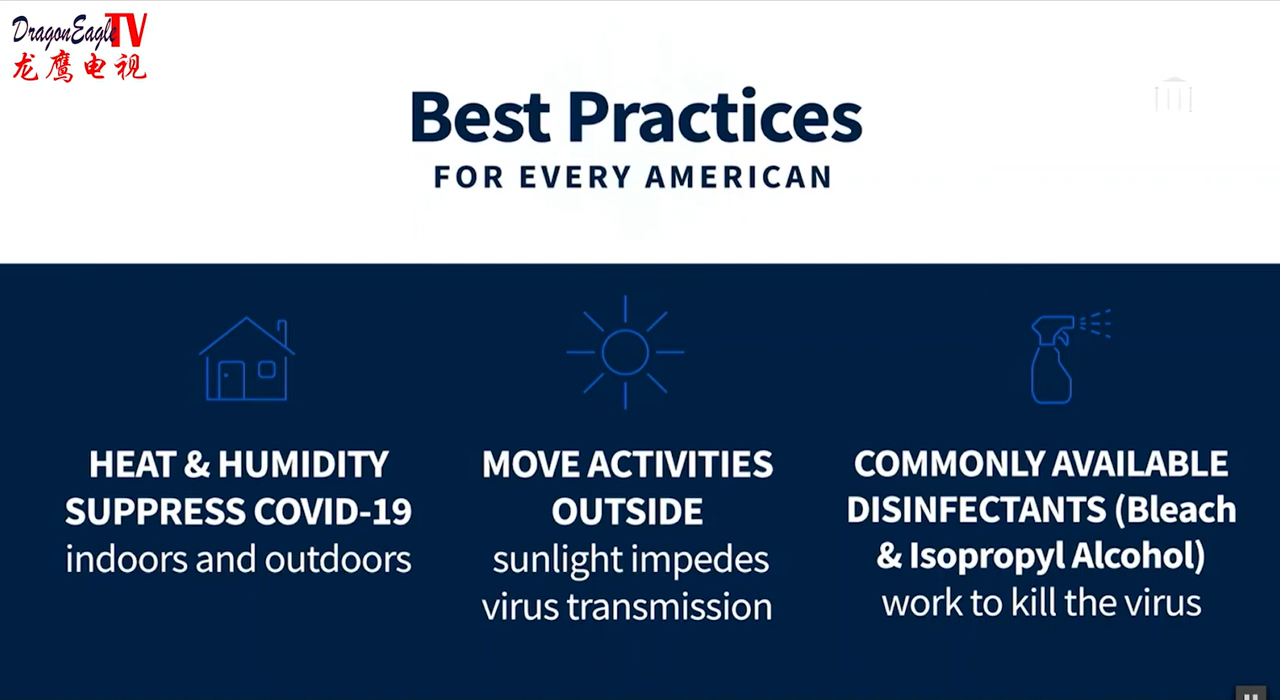 DragonEagleTV
龙鹰电视
Best Practices
FOR EVERY AMERICAN
HEAT & HUMIDITY
SUPPRESS COVID-19
indoors and outdoors
MOVE ACTIVITIES
OUTSIDE
sunlight impedes
virus transmission
COMMONLY AVAILABLE
DISINFECTANTS (Bleach
& Isopropyl Alcohol)
work to kill the virus